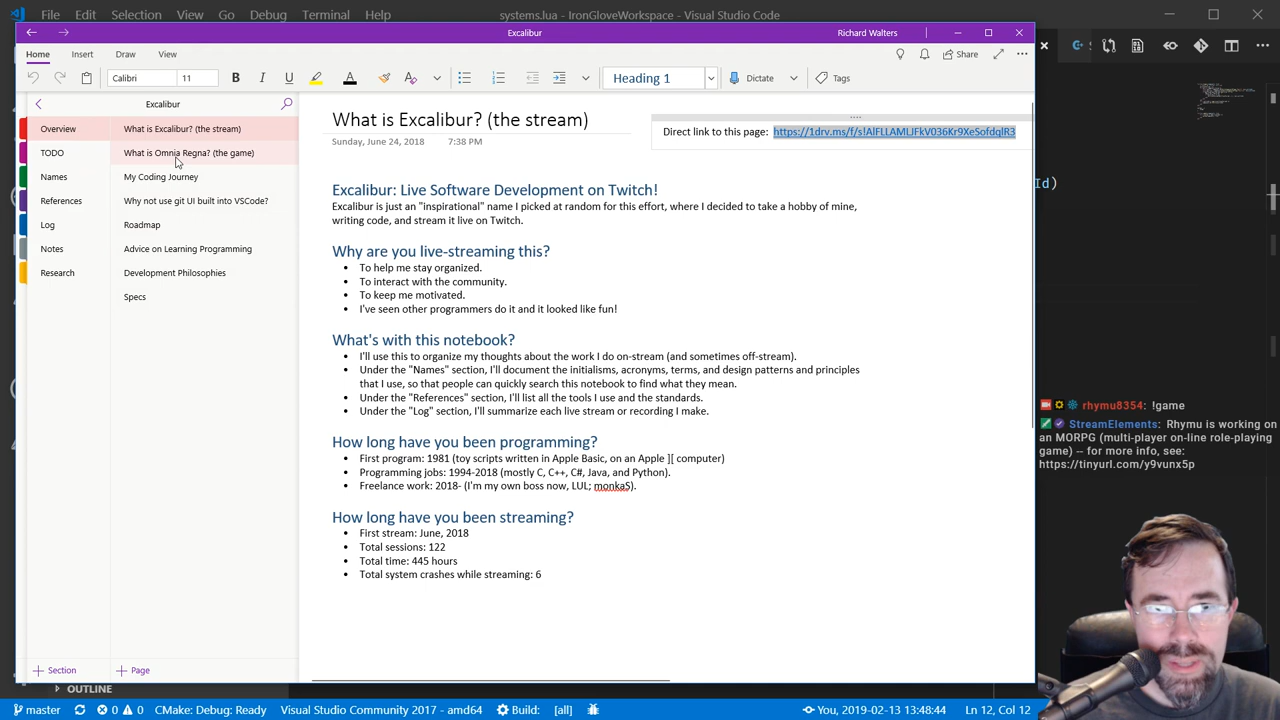 File Edit Selection View Go Debug Terminal Help systems.lua - IronGloveWorkspace - Visual Studio Code
Excalibur
Richard Walters
Home Insert Draw View
Share
Calibri 11 B I U A Heading 1 Dictate Tags
Excalibur
Overview
TODO
Names
References
Log
Notes
Research
What is Excalibur? (the stream)
What is Omnia Regna? (the game)
My Coding Journey
Why not use git UI built into VSCode?
Roadmap
Advice on Learning Programming
Development Philosophies
Specs
Section
Page
What is Excalibur? (the stream)
Sunday, June 24, 2018 7:38 PM
Direct link to this page: https://1drv.ms/f/s!AlFLLAMLJFkV036Kr9XeSofdqlR3
Excalibur: Live Software Development on Twitch!
Excalibur is just an "inspirational" name I picked at random for this effort, where I decided to take a hobby of mine,
writing code, and stream it live on Twitch.
Why are you live-streaming this?
• To help me stay organized.
• To interact with the community.
• To keep me motivated.
• I've seen other programmers do it and it looked like fun!
What's with this notebook?
• I'll use this to organize my thoughts about the work I do on-stream (and sometimes off-stream).
• Under the "Names" section, I'll document the initialisms, acronyms, terms, and design patterns and principles
that I use, so that people can quickly search this notebook to find what they mean.
• Under the "References" section, I'll list all the tools I use and the standards.
• Under the "Log" section, I'll summarize each live stream or recording I make.
How long have you been programming?
• First program: 1981 (toy scripts written in Apple Basic, on an Apple ][ computer)
• Programming jobs: 1994-2018 (mostly C, C++, C#, Java, and Python).
• Freelance work: 2018- (I'm my own boss now, LUL; monkaS).
How long have you been streaming?
• First stream: June, 2018
• Total sessions: 122
• Total time: 445 hours
• Total system crashes while streaming: 6
Id)
rhymu8354: !game
StreamElements: Rhymu is working on
an MORPG (multi-player on-line role-playing
game) -- for more info, see:
https://tinyurl.com/y9vunx5p
OUTLINE
master 0 0 CMake: Debug: Ready Visual Studio Community 2017 - amd64 Build: [all] You, 2019-02-13 13:48:44 Ln 12, Col 12